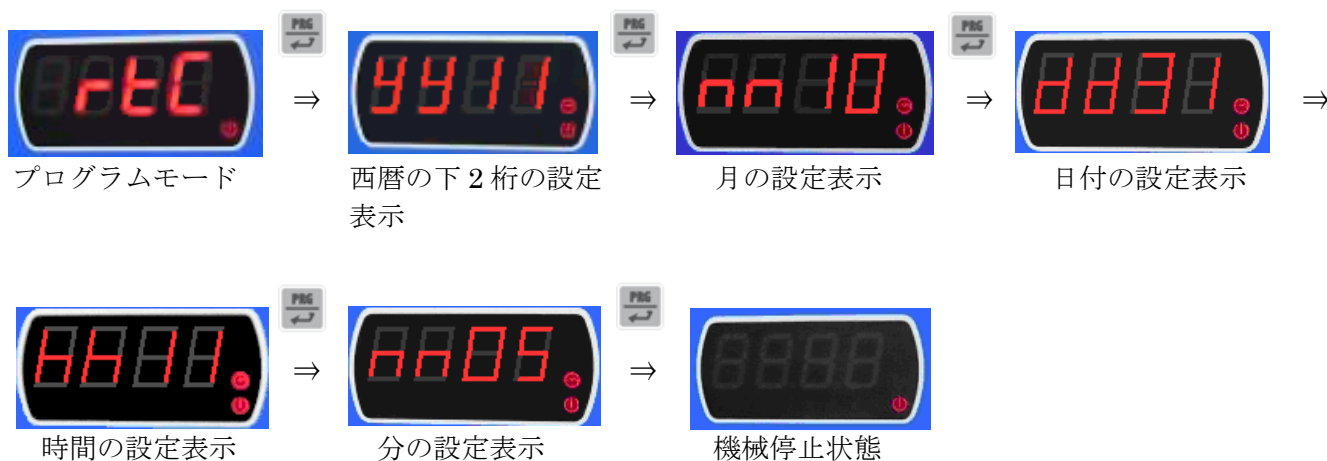 PRG PRG PRG
rtC ⇒ yy11 ⇒ nn10 ⇒ dd31 ⇒
プログラムモード 西暦の下2桁の設定 月の設定表示 日付の設定表示
表示
PRG PRG
hh11 ⇒ nn05 ⇒
時間の設定表示 分の設定表示 機械停止状態